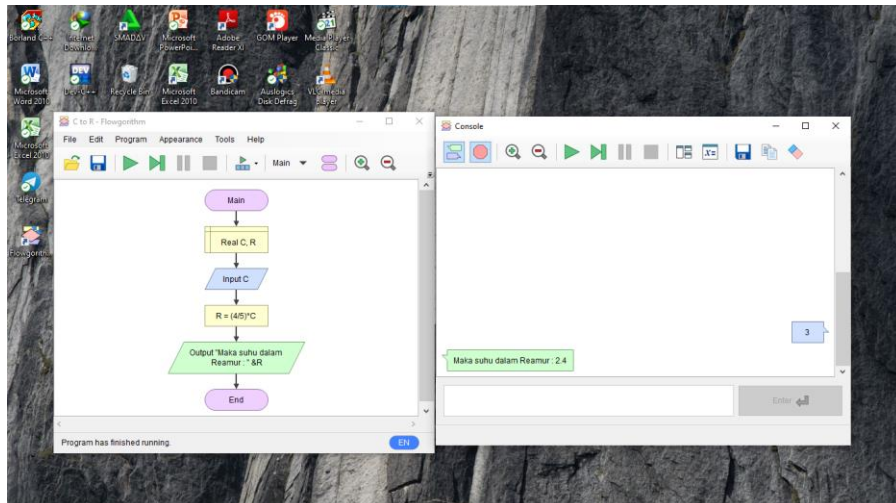 Borland C++
Internet
Downlo...
SMADΔV
Microsoft
PowerPoi...
Adobe
Reader XI
GOM Player
Media Player
Classic
Microsoft
Word 2010
Dev-C++
Recycle Bin
Microsoft
Excel 2010
Bandicam
Auslogics
Disk Defrag
VLC media
player
Microsoft
Excel 2010
Telegram
Flowgorith...
C to R - Flowgorithm
File Edit Program Appearance Tools Help
Main
Main
Real C, R
Input C
R = (4/5)*C
Output "Maka suhu dalam
Reamur : " &R
End
Program has finished running.
EN
Console
3
Maka suhu dalam Reamur : 2.4
Enter